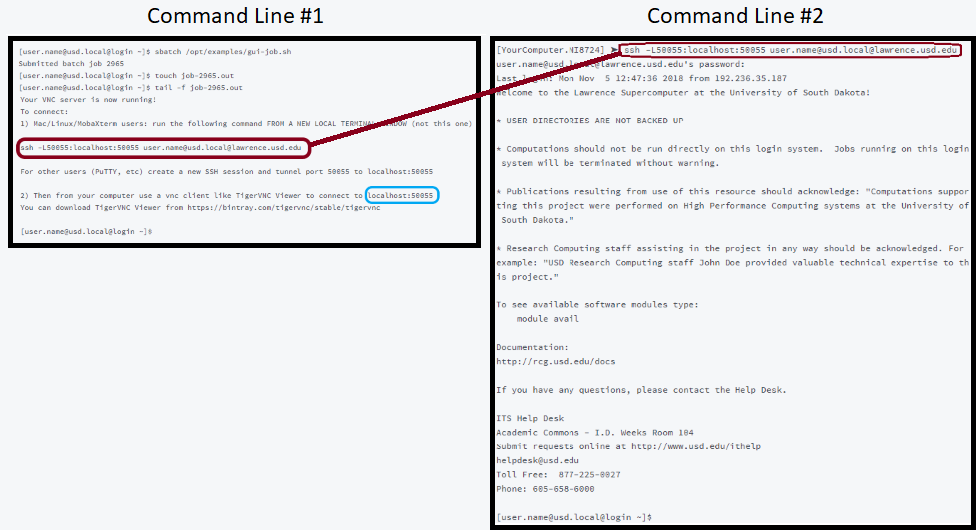 Command Line #1
[user.name@usd.local@login ~]$ sbatch /opt/examples/gui-job.sh
Submitted batch job 2965
[user.name@usd.local@login ~]$ touch job-2965.out
[user.name@usd.local@login ~]$ tail -f job-2965.out
Your VNC server is now running!
To connect:
1) Mac/Linux/MobaXterm users: run the following command FROM A NEW LOCAL TERMINAL WINDOW (not this one)
ssh -L50055:localhost:50055 user.name@usd.local@lawrence.usd.edu
For other users (PuTTY, etc) create a new SSH session and tunnel port 50055 to localhost:50055
2) Then from your computer use a vnc client like TigerVNC Viewer to connect to localhost:50055
You can download TigerVNC Viewer from https://bintray.com/tigervnc/stable/tigervnc
[user.name@usd.local@login ~]$
Command Line #2
[YourComputer.MI8724] ➤ ssh -L50055:localhost:50055 user.name@usd.local@lawrence.usd.edu
user.name@usd.local@lawrence.usd.edu's password:
Last login: Mon Nov  5 12:47:36 2018 from 192.236.35.187
Welcome to the Lawrence Supercomputer at the University of South Dakota!
* USER DIRECTORIES ARE NOT BACKED UP
* Computations should not be run directly on this login system.  Jobs running on this login
system will be terminated without warning.
* Publications resulting from use of this resource should acknowledge: "Computations suppor
ting this project were performed on High Performance Computing systems at the University of
South Dakota."
* Research Computing staff assisting in the project in any way should be acknowledged. For
example: "USD Research Computing staff John Doe provided valuable technical expertise to th
is project."
To see available software modules type:
module avail
Documentation:
http://rcg.usd.edu/docs
If you have any questions, please contact the Help Desk.
ITS Help Desk
Academic Commons - I.D. Weeks Room 104
Submit requests online at http://www.usd.edu/ithelp
helpdesk@usd.edu
Toll Free:  877-225-0027
Phone: 605-658-6000
[user.name@usd.local@login ~]$